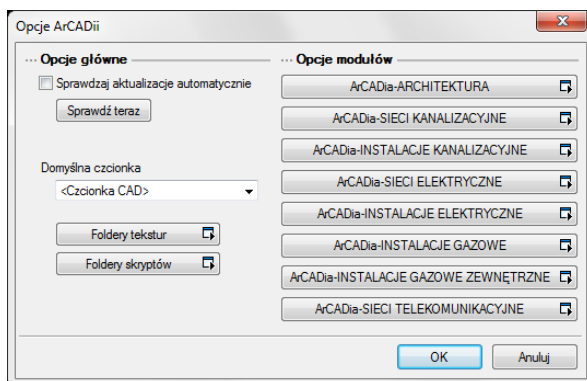 Opcje ArCADii
Opcje główne
Sprawdzaj aktualizacje automatycznie
Sprawdź teraz
Domyślna czcionka
<Czcionka CAD>
Foldery tekstur
Foldery skryptów
Opcje modułów
ArCADia-ARCHITEKTURA
ArCADia-SIECI KANALIZACYJNE
ArCADia-INSTALACJE KANALIZACYJNE
ArCADia-SIECI ELEKTRYCZNE
ArCADia-INSTALACJE ELEKTRYCZNE
ArCADia-INSTALACJE GAZOWE
ArCADia-INSTALACJE GAZOWE ZEWNĘTRZNE
ArCADia-SIECI TELEKOMUNIKACYJNE
OK
Anuluj